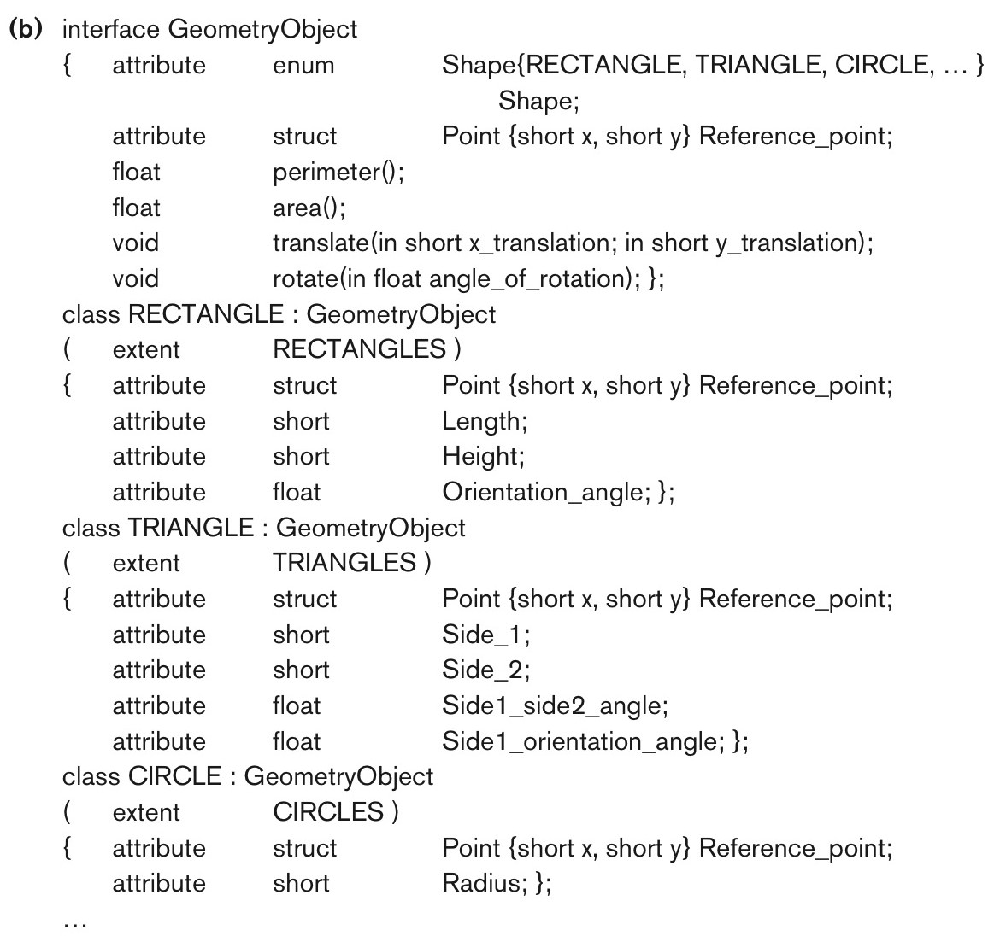 (b) interface GeometryObject
{ attribute enum Shape{RECTANGLE, TRIANGLE, CIRCLE, … }
Shape;
attribute struct Point {short x, short y} Reference_point;
float perimeter();
float area();
void translate(in short x_translation; in short y_translation);
void rotate(in float angle_of_rotation); };
class RECTANGLE : GeometryObject
( extent RECTANGLES )
{ attribute struct Point {short x, short y} Reference_point;
attribute short Length;
attribute short Height;
attribute float Orientation_angle; };
class TRIANGLE : GeometryObject
( extent TRIANGLES )
{ attribute struct Point {short x, short y} Reference_point;
attribute short Side_1;
attribute short Side_2;
attribute float Side1_side2_angle;
attribute float Side1_orientation_angle; };
class CIRCLE : GeometryObject
( extent CIRCLES )
{ attribute struct Point {short x, short y} Reference_point;
attribute short Radius; };
…